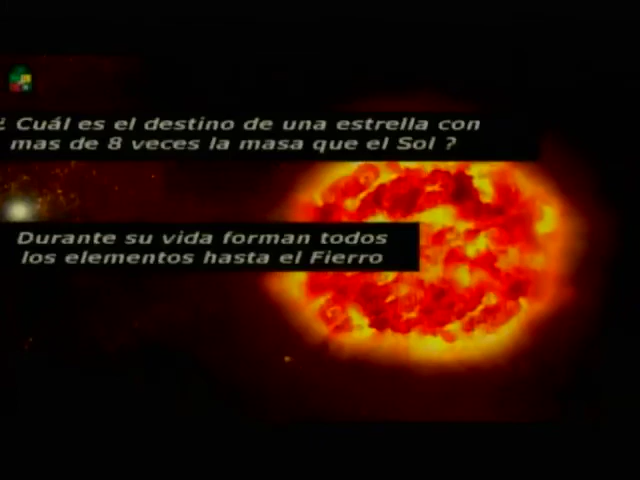 ¿ Cuál es el destino de una estrella con
mas de 8 veces la masa que el Sol ?
Durante su vida forman todos
los elementos hasta el Fierro